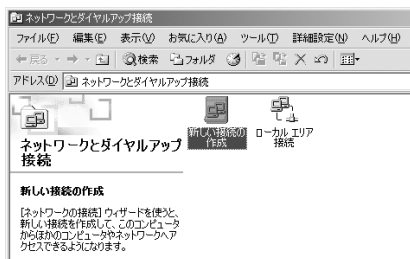 ネットワークとダイヤルアップ接続
ファイル(F) 編集(E) 表示(V) お気に入り(A) ツール(T) 詳細設定(N) ヘルプ(H)
戻る 検索 フォルダ
アドレス(D) ネットワークとダイヤルアップ接続
ネットワークとダイヤルアップ
接続
新しい接続の
作成
ローカル エリア
接続
新しい接続の作成
[ネットワークの接続] ウィザードを使うと、
新しい接続を作成して、このコンピュータ
からほかのコンピュータやネットワークへア
クセスできるようになります。